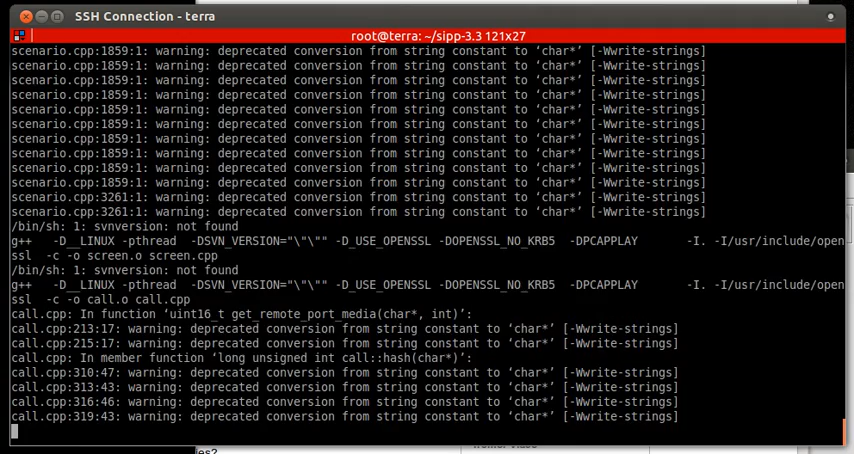 SSH Connection - terra
root@terra: ~/sipp-3.3 121x27
scenario.cpp:1859:1: warning: deprecated conversion from string constant to ‘char*’ [-Wwrite-strings]
scenario.cpp:1859:1: warning: deprecated conversion from string constant to ‘char*’ [-Wwrite-strings]
scenario.cpp:1859:1: warning: deprecated conversion from string constant to ‘char*’ [-Wwrite-strings]
scenario.cpp:1859:1: warning: deprecated conversion from string constant to ‘char*’ [-Wwrite-strings]
scenario.cpp:1859:1: warning: deprecated conversion from string constant to ‘char*’ [-Wwrite-strings]
scenario.cpp:1859:1: warning: deprecated conversion from string constant to ‘char*’ [-Wwrite-strings]
scenario.cpp:1859:1: warning: deprecated conversion from string constant to ‘char*’ [-Wwrite-strings]
scenario.cpp:1859:1: warning: deprecated conversion from string constant to ‘char*’ [-Wwrite-strings]
scenario.cpp:1859:1: warning: deprecated conversion from string constant to ‘char*’ [-Wwrite-strings]
scenario.cpp:1859:1: warning: deprecated conversion from string constant to ‘char*’ [-Wwrite-strings]
scenario.cpp:3261:1: warning: deprecated conversion from string constant to ‘char*’ [-Wwrite-strings]
scenario.cpp:3261:1: warning: deprecated conversion from string constant to ‘char*’ [-Wwrite-strings]
/bin/sh: 1: svnversion: not found
g++ -D__LINUX -pthread -DSVN_VERSION="\"\"" -D_USE_OPENSSL -DOPENSSL_NO_KRB5 -DPCAPPLAY -I. -I/usr/include/open
ssl -c -o screen.o screen.cpp
/bin/sh: 1: svnversion: not found
g++ -D__LINUX -pthread -DSVN_VERSION="\"\"" -D_USE_OPENSSL -DOPENSSL_NO_KRB5 -DPCAPPLAY -I. -I/usr/include/open
ssl -c -o call.o call.cpp
call.cpp: In function ‘uint16_t get_remote_port_media(char*, int)’:
call.cpp:213:17: warning: deprecated conversion from string constant to ‘char*’ [-Wwrite-strings]
call.cpp:215:17: warning: deprecated conversion from string constant to ‘char*’ [-Wwrite-strings]
call.cpp: In member function ‘long unsigned int call::hash(char*)’:
call.cpp:310:47: warning: deprecated conversion from string constant to ‘char*’ [-Wwrite-strings]
call.cpp:313:43: warning: deprecated conversion from string constant to ‘char*’ [-Wwrite-strings]
call.cpp:316:46: warning: deprecated conversion from string constant to ‘char*’ [-Wwrite-strings]
call.cpp:319:43: warning: deprecated conversion from string constant to ‘char*’ [-Wwrite-strings]